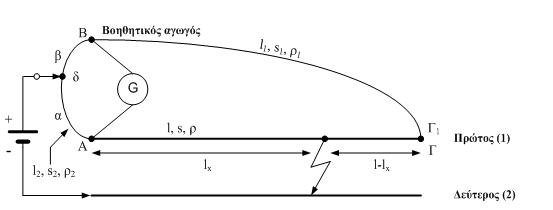 B Βοηθητικός αγωγός
l₁, s₁, ρ₁
β
δ
G
+
-
α
l, s, ρ
A
Γ₁
Γ
Πρώτος (1)
lₓ
l-lₓ
l₂, s₂, ρ₂
Δεύτερος (2)